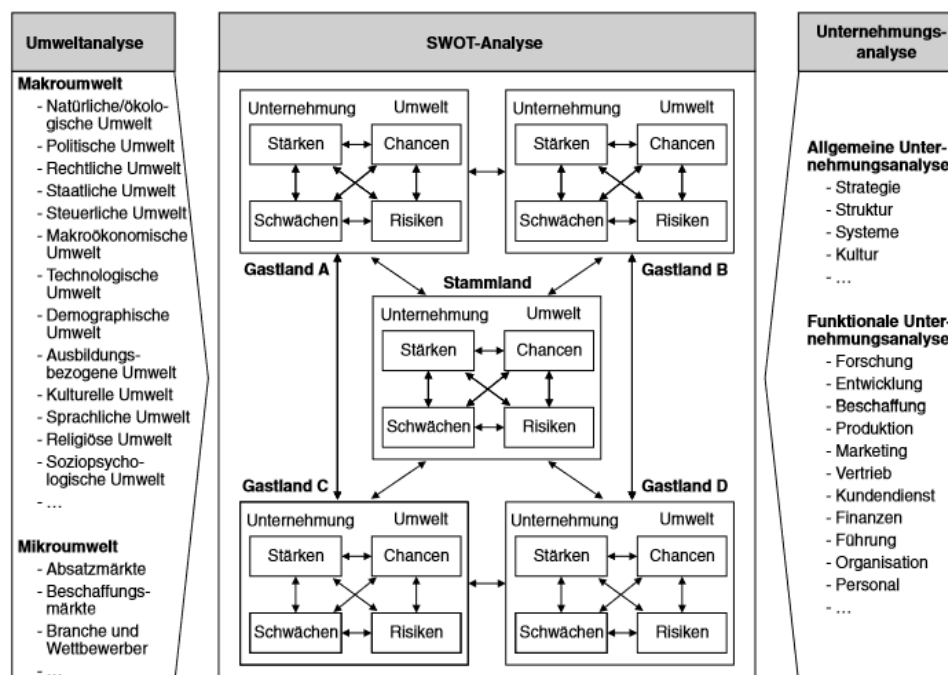 Umweltanalyse
Makroumwelt
- Natürliche/ökolo-
gische Umwelt
- Politische Umwelt
- Rechtliche Umwelt
- Staatliche Umwelt
- Steuerliche Umwelt
- Makroökonomische
Umwelt
- Technologische
Umwelt
- Demographische
Umwelt
- Ausbildungs-
bezogene Umwelt
- Kulturelle Umwelt
- Sprachliche Umwelt
- Religiöse Umwelt
- Soziopsycho-
logische Umwelt
- ...
Mikroumwelt
- Absatzmärkte
- Beschaffungs-
märkte
- Branche und
Wettbewerber
- ...
SWOT-Analyse
Unternehmung Umwelt
Stärken Chancen
Schwächen Risiken
Gastland A
Unternehmung Umwelt
Stärken Chancen
Schwächen Risiken
Gastland B
Stammland
Unternehmung Umwelt
Stärken Chancen
Schwächen Risiken
Gastland C
Unternehmung Umwelt
Stärken Chancen
Schwächen Risiken
Gastland D
Unternehmung Umwelt
Stärken Chancen
Schwächen Risiken
Unternehmungs-
analyse
Allgemeine Unter-
nehmungsanalyse
- Strategie
- Struktur
- Systeme
- Kultur
- ...
Funktionale Unter-
nehmungsanalyse
- Forschung
- Entwicklung
- Beschaffung
- Produktion
- Marketing
- Vertrieb
- Kundendienst
- Finanzen
- Führung
- Organisation
- Personal
- ...